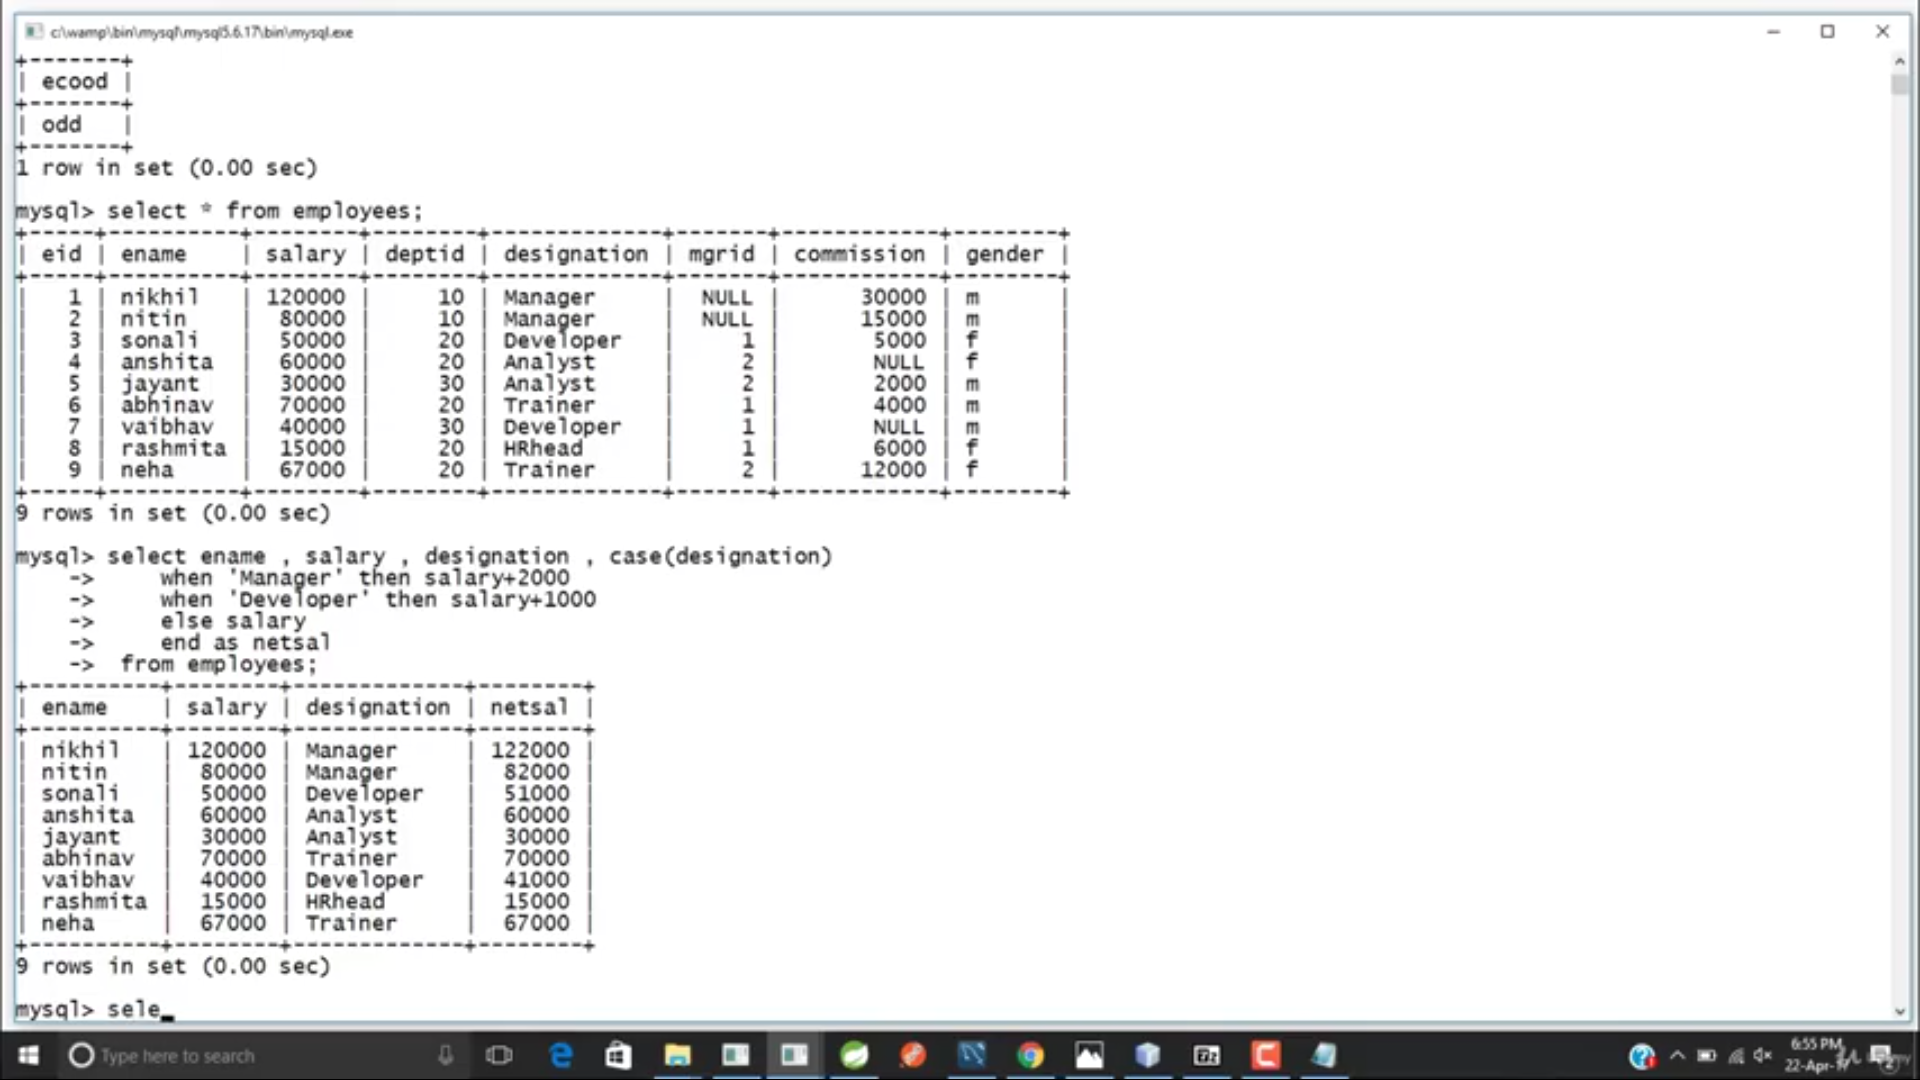 c:\wamp\bin\mysql\mysql5.6.17\bin\mysql.exe
+-------+
| ecood |
+-------+
| odd   |
+-------+
1 row in set (0.00 sec)
mysql> select * from employees;
+-----+----------+--------+--------+-------------+-------+------------+--------+
| eid | ename    | salary | deptid | designation | mgrid | commission | gender |
+-----+----------+--------+--------+-------------+-------+------------+--------+
|   1 | nikhil   | 120000 |     10 | Manager     |  NULL |      30000 | m      |
|   2 | nitin    |  80000 |     10 | Manager     |  NULL |      15000 | m      |
|   3 | sonali   |  50000 |     20 | Developer   |     1 |       5000 | f      |
|   4 | anshita  |  60000 |     20 | Analyst     |     2 |       NULL | f      |
|   5 | jayant   |  30000 |     30 | Analyst     |     2 |       2000 | m      |
|   6 | abhinav  |  70000 |     20 | Trainer     |     1 |       4000 | m      |
|   7 | vaibhav  |  40000 |     30 | Developer   |     1 |       NULL | m      |
|   8 | rashmita |  15000 |     20 | HRhead      |     1 |       6000 | f      |
|   9 | neha     |  67000 |     20 | Trainer     |     2 |      12000 | f      |
+-----+----------+--------+--------+-------------+-------+------------+--------+
9 rows in set (0.00 sec)
mysql> select ename , salary , designation , case(designation)
    ->     when 'Manager' then salary+2000
    ->     when 'Developer' then salary+1000
    ->     else salary
    ->     end as netsal
    ->  from employees;
+----------+--------+-------------+--------+
| ename    | salary | designation | netsal |
+----------+--------+-------------+--------+
| nikhil   | 120000 | Manager     | 122000 |
| nitin    |  80000 | Manager     |  82000 |
| sonali   |  50000 | Developer   |  51000 |
| anshita  |  60000 | Analyst     |  60000 |
| jayant   |  30000 | Analyst     |  30000 |
| abhinav  |  70000 | Trainer     |  70000 |
| vaibhav  |  40000 | Developer   |  41000 |
| rashmita |  15000 | HRhead      |  15000 |
| neha     |  67000 | Trainer     |  67000 |
+----------+--------+-------------+--------+
9 rows in set (0.00 sec)
mysql> sele_
Type here to search
6:55 PM